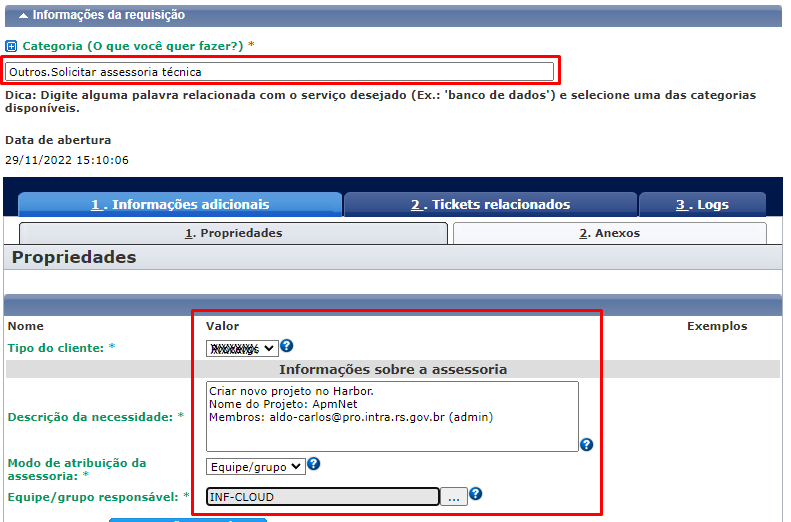 Informações da requisição
Categoria (O que você quer fazer?) *
Outros.Solicitar assessoria técnica
Dica: Digite alguma palavra relacionada com o serviço desejado (Ex.: 'banco de dados') e selecione uma das categorias
disponíveis.
Data de abertura
29/11/2022 15:10:06
1. Informações adicionais 2. Tickets relacionados 3. Logs
1. Propriedades 2. Anexos
Propriedades
Nome Valor Exemplos
Tipo do cliente: *
Informações sobre a assessoria
Descrição da necessidade: *
Criar novo projeto no Harbor.
Nome do Projeto: ApmNet
Membros: aldo-carlos@pro.intra.rs.gov.br (admin)
Modo de atribuição da
assessoria: *
Equipe/grupo
Equipe/grupo responsável: * INF-CLOUD ...